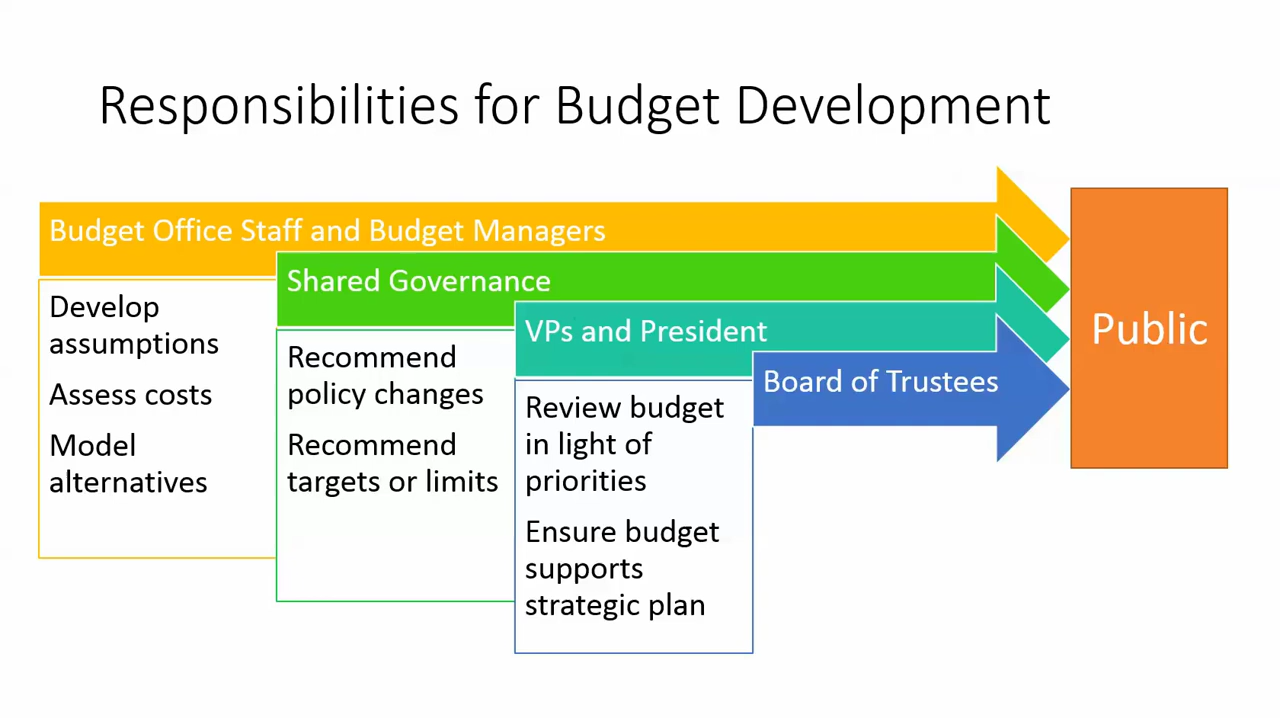 Responsibilities for Budget Development
Budget Office Staff and Budget Managers
Develop
assumptions
Assess costs
Model
alternatives
Shared Governance
Recommend
policy changes
Recommend
targets or limits
VPs and President
Review budget
in light of
priorities
Ensure budget
supports
strategic plan
Board of Trustees
Public